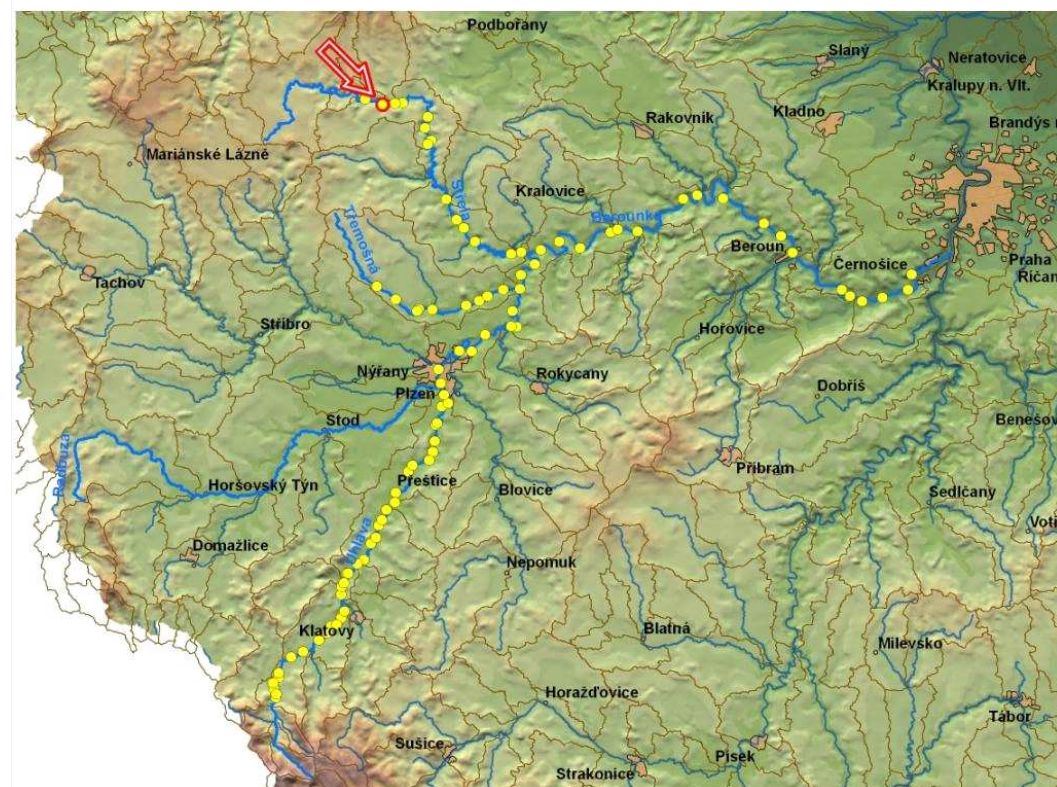 Podbořany
Slaný
Neratovice
Kralupy n. Vlt.
Rakovník
Kladno
Brandýs n
Mariánské Lázně
Kralovice
Střela
Třemošná
Berounka
Beroun
Černošice
Praha
Říčan
Tachov
Stříbro
Hořovice
Nýřany
Rokycany
Dobříš
Plzeň
Stod
Benešov
Radbuza
Příbram
Přeštice
Horšovský Týn
Blovice
Sedlčany
Voti
Úhlava
Domažlice
Nepomuk
Klatovy
Blatná
Milevsko
Horažďovice
Tábor
Sušice
Písek
Strakonice